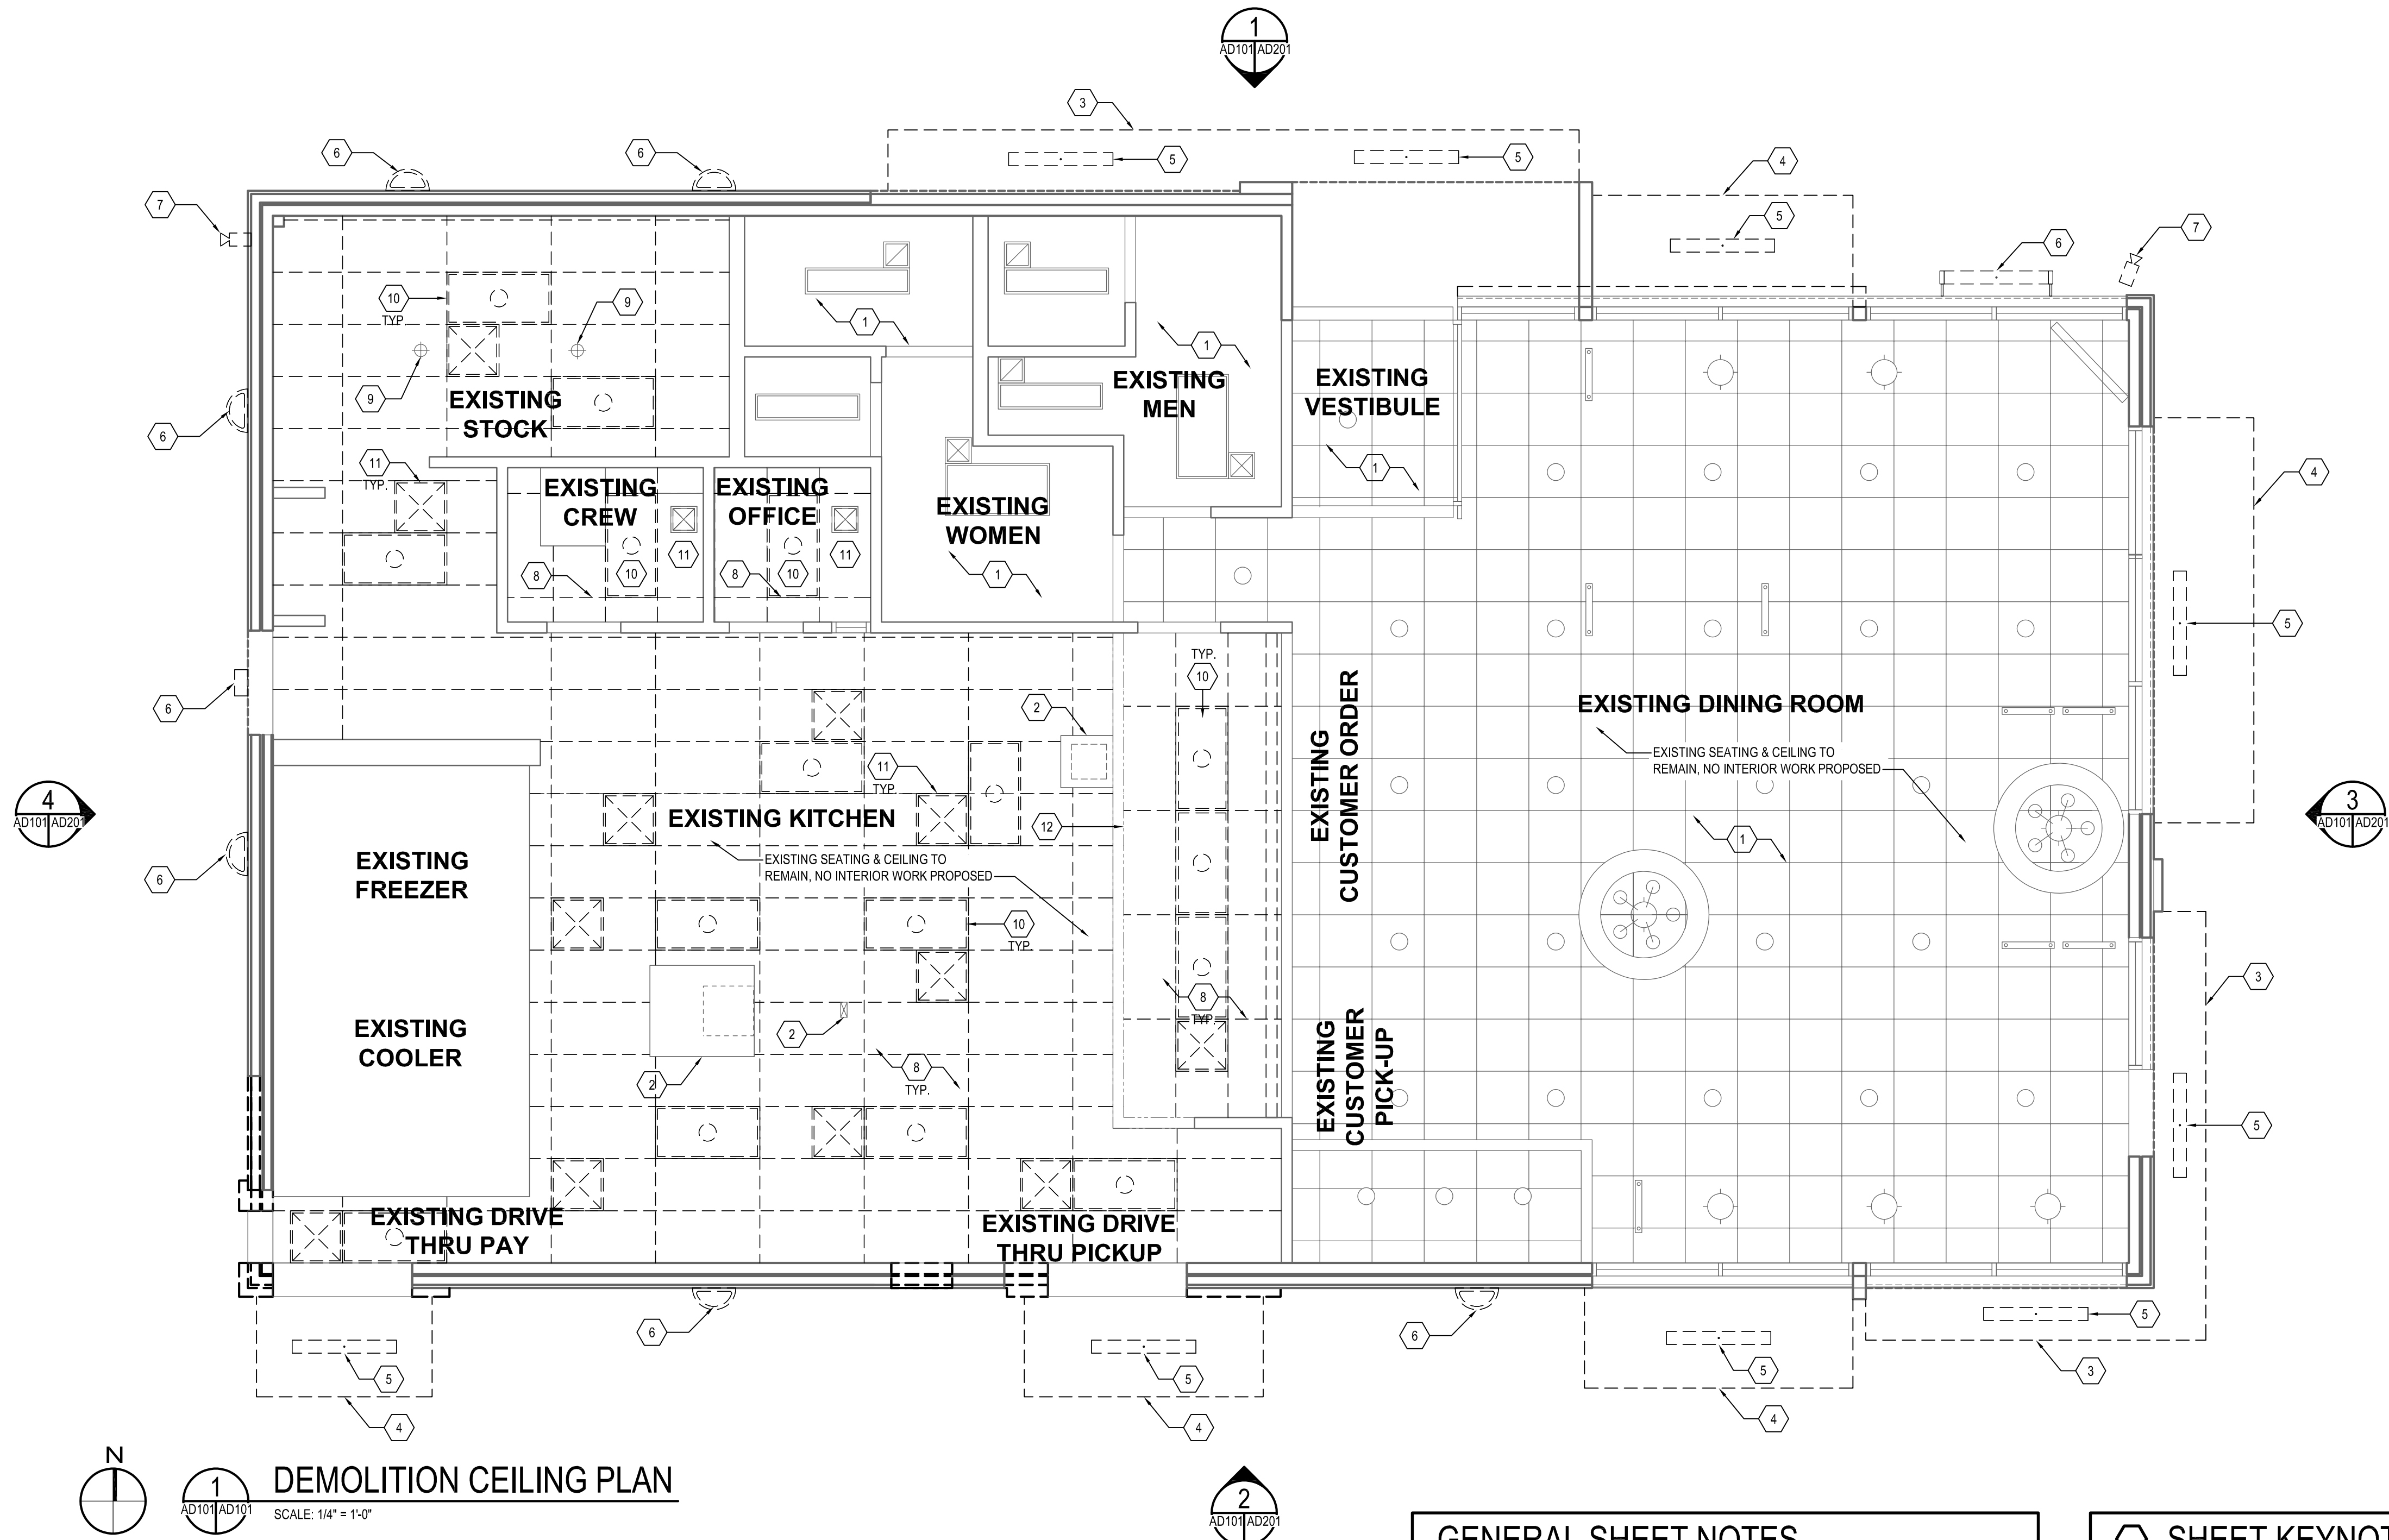 1
AD101 AD201
3
6
6
5
5
4
7
5
7
6
10
TYP.
9
1
1
9
EXISTING
STOCK
EXISTING
MEN
EXISTING
VESTIBULE
6
11
TYP.
1
4
EXISTING
CREW
EXISTING
OFFICE
EXISTING
WOMEN
11
11
8
10
8
10
1
5
TYP.
10
6
2
EXISTING
CUSTOMER ORDER
EXISTING DINING ROOM
EXISTING SEATING & CEILING TO
REMAIN, NO INTERIOR WORK PROPOSED
11
TYP.
4
AD101 AD201
3
AD101 AD201
EXISTING KITCHEN
12
1
EXISTING SEATING & CEILING TO
REMAIN, NO INTERIOR WORK PROPOSED
EXISTING
FREEZER
6
10
TYP.
3
8
TYP.
EXISTING
COOLER
2
8
TYP.
2
EXISTING
CUSTOMER
PICK-UP
5
EXISTING DRIVE
THRU PAY
EXISTING DRIVE
THRU PICKUP
6
6
5
5
5
5
3
4
4
4
N
1
AD101 AD101
DEMOLITION CEILING PLAN
SCALE: 1/4" = 1'-0"
2
AD101 AD201
GENERAL SHEET NOTES
SHEET KEYNOT